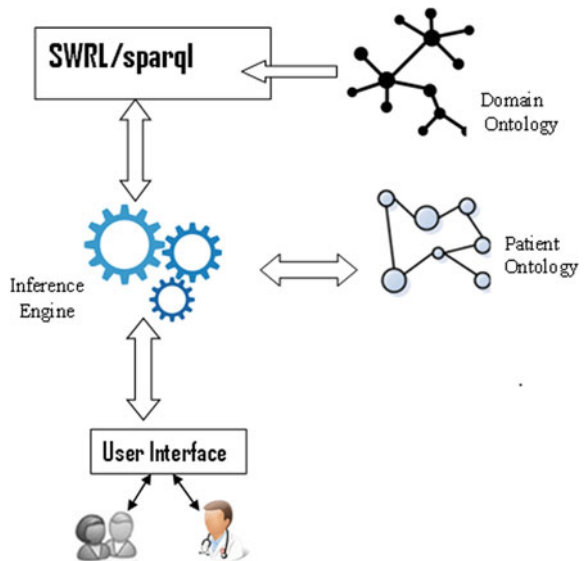 SWRL/sparql
Domain
Ontology
Inference
Engine
Patient
Ontology
User Interface